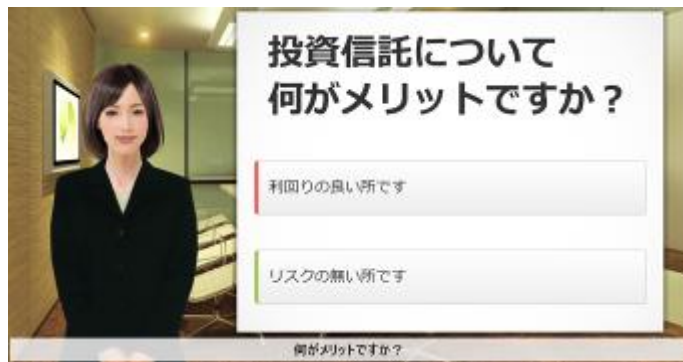 投資信託について
何がメリットですか？
利回りの良い所です
リスクの無い所です
何がメリットですか？